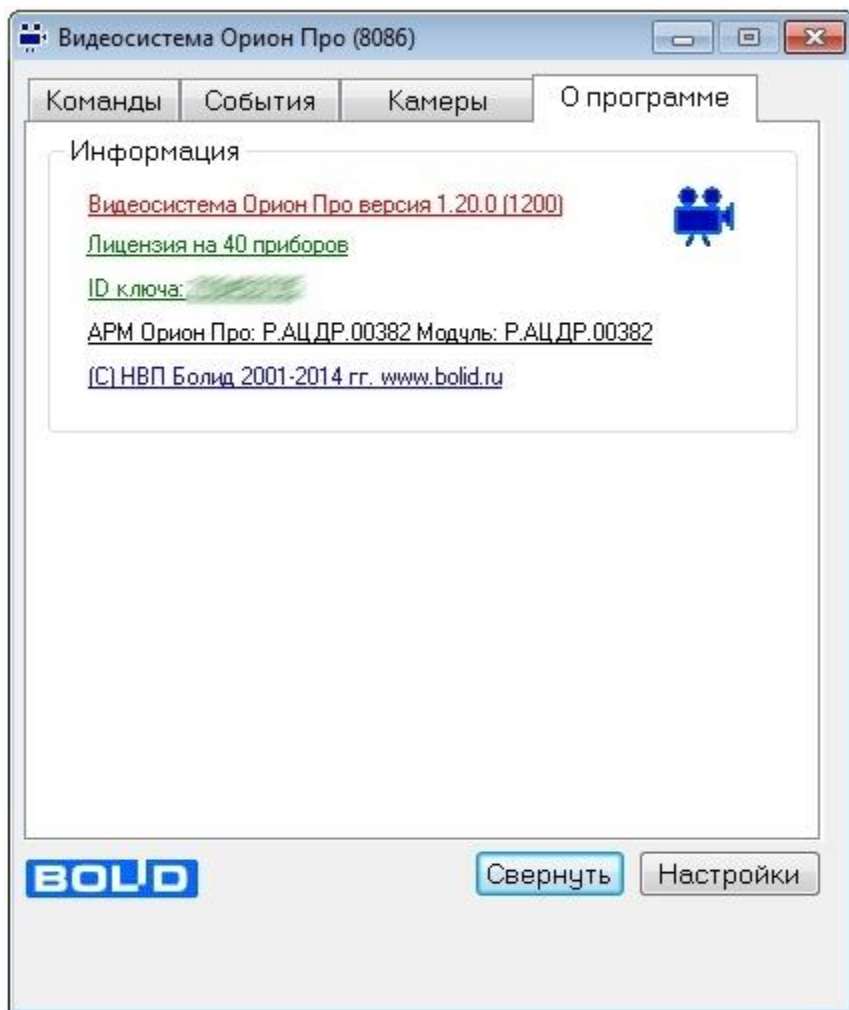 Видеосистема Орион Про (8086)
Команды События Камеры О программе
Информация
Видеосистема Орион Про версия 1.20.0 (1200)
Лицензия на 40 приборов
ID ключа:
АРМ Орион Про: Р.АЦДР.00382 Модуль: Р.АЦДР.00382
(C) НВП Болид 2001-2014 гг. www.bolid.ru
BOLID
Свернуть Настройки